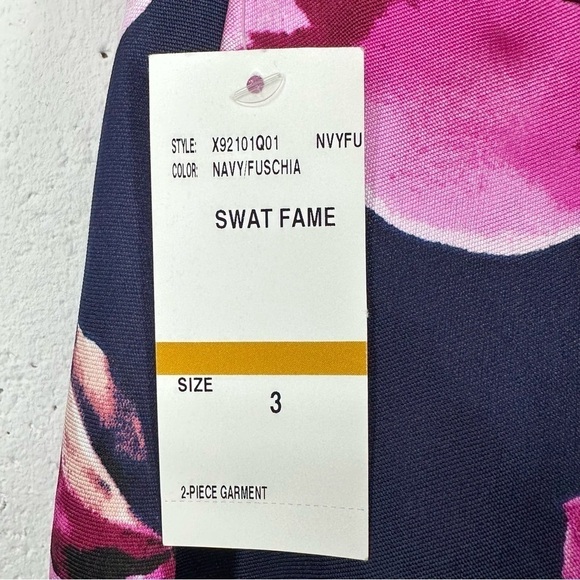 STYLE: X92101Q01 NVYFU
COLOR: NAVY/FUSCHIA
SWAT FAME
SIZE 3
2-PIECE GARMENT